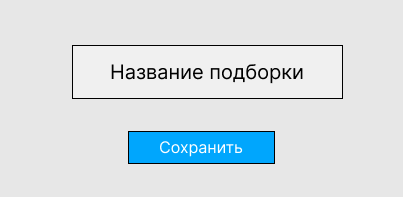 Название подборки
Сохранить